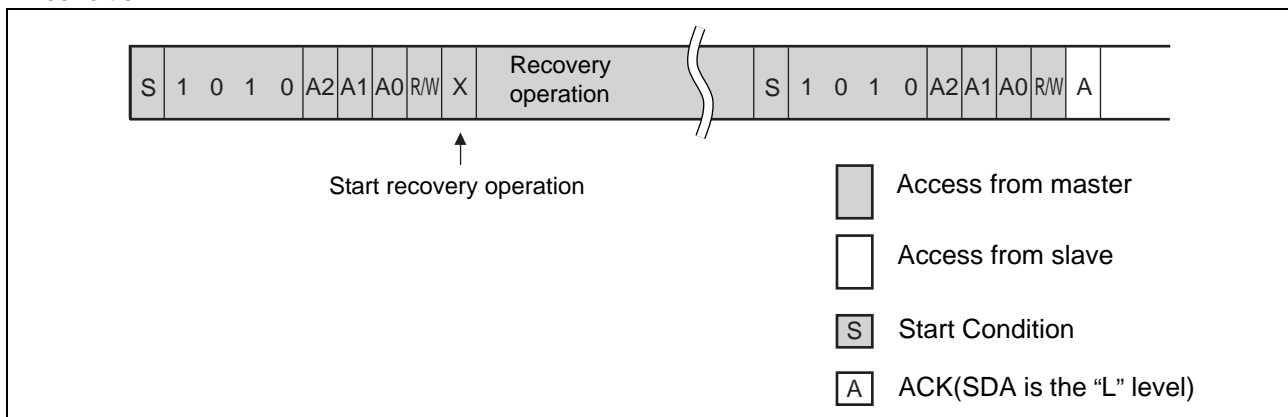 S 1 0 1 0 A2 A1 A0 R/W X Recovery operation S 1 0 1 0 A2 A1 A0 R/W A
Start recovery operation
Access from master
Access from slave
S Start Condition
A ACK(SDA is the “L” level)